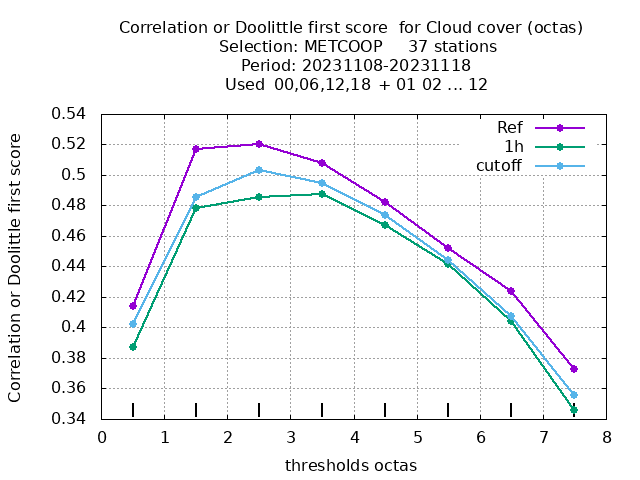 Correlation or Doolittle first score  for Cloud cover (octas)
Selection: METCOOP     37 stations
Period: 20231108-20231118
Used  00,06,12,18  + 01 02 ... 12
Ref
1h
cutoff
0.54
0.52
0.5
0.48
0.46
0.44
0.42
0.4
0.38
0.36
0.34
Correlation or Doolittle first score
0 1 2 3 4 5 6 7 8
thresholds octas